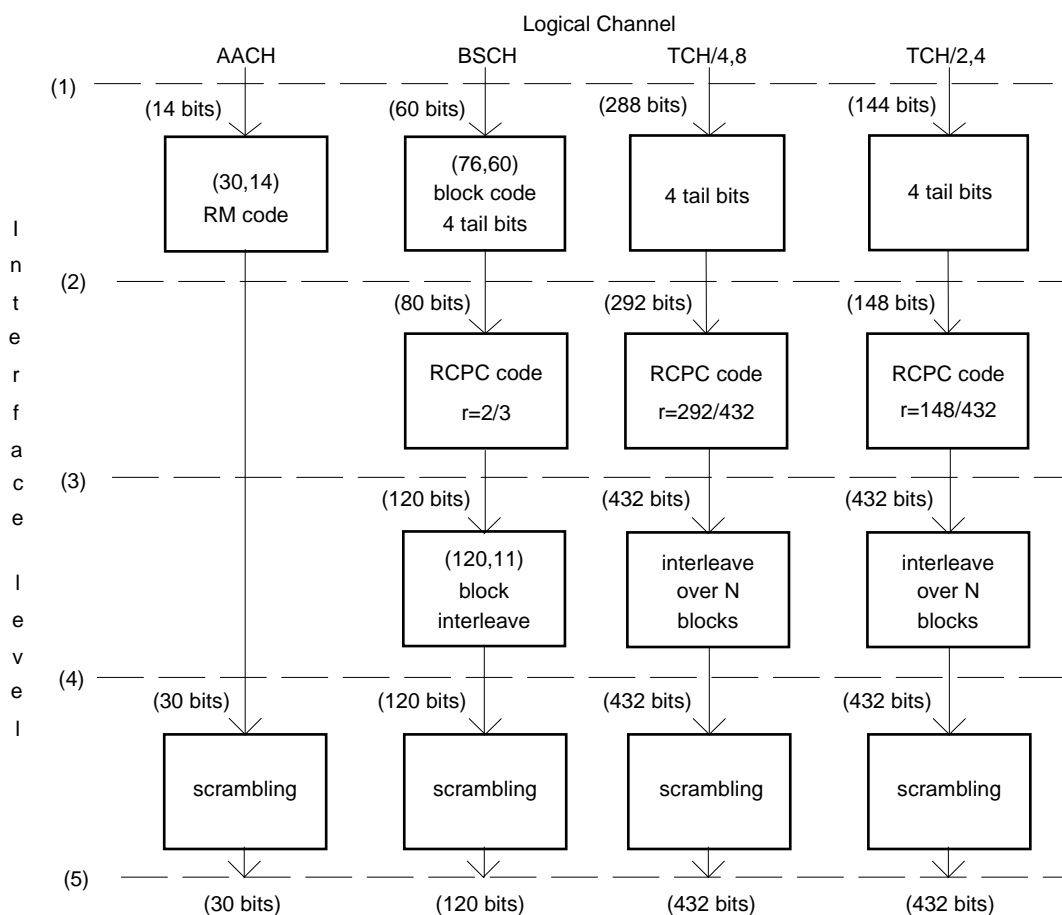 Logical Channel
AACH BSCH TCH/4,8 TCH/2,4
(1)
(14 bits) (60 bits) (288 bits) (144 bits)
(30,14)
RM code
(76,60)
block code
4 tail bits
4 tail bits
4 tail bits
(2)
(80 bits) (292 bits) (148 bits)
RCPC code
r=2/3
RCPC code
r=292/432
RCPC code
r=148/432
(3)
(120 bits) (432 bits) (432 bits)
(120,11)
block
interleave
interleave
over N
blocks
interleave
over N
blocks
(4)
(30 bits) (120 bits) (432 bits) (432 bits)
scrambling scrambling scrambling scrambling
(5)
(30 bits) (120 bits) (432 bits) (432 bits)
Interface level